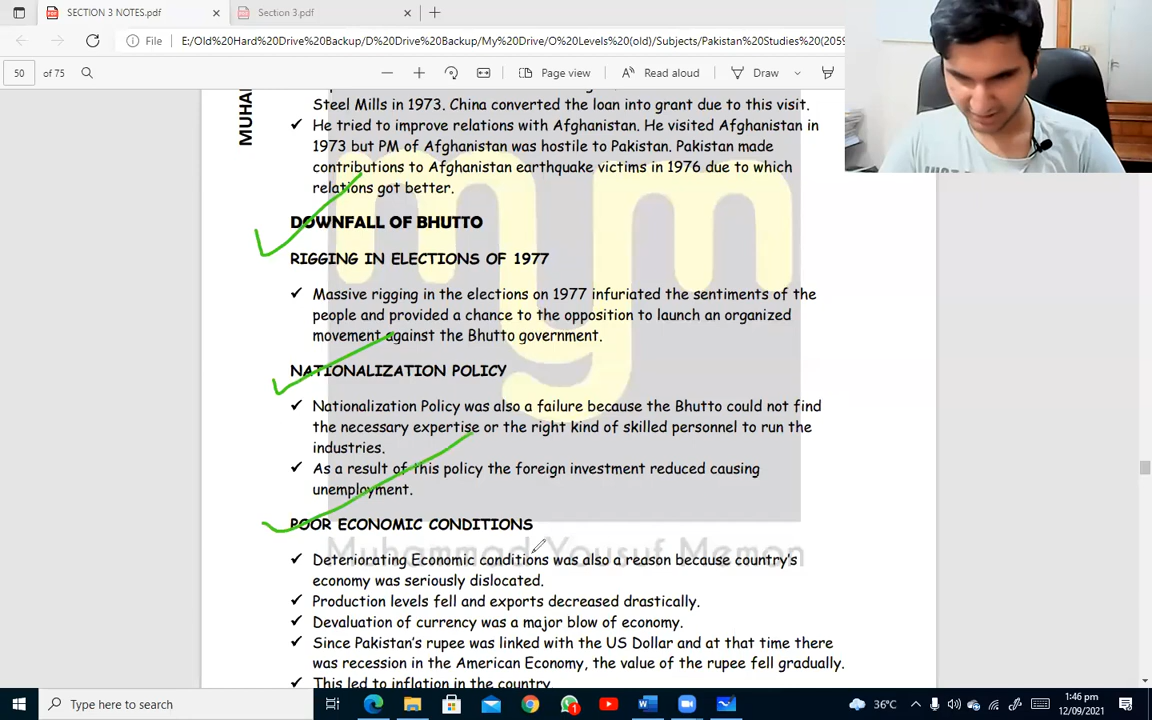 SECTION 3 NOTES.pdf
Section 3.pdf
File
E:/Old%20Hard%20Drive%20Backup/D%20Drive%20Backup/My%20Drive/O%20Levels%20(old)/Subjects/Pakistan%20Studies%20(2059
50 of 75
Page view
Read aloud
Draw
MUHA
Steel Mills in 1973. China converted the loan into grant due to this visit.
✓ He tried to improve relations with Afghanistan. He visited Afghanistan in
1973 but PM of Afghanistan was hostile to Pakistan. Pakistan made
contributions to Afghanistan earthquake victims in 1976 due to which
relations got better.
DOWNFALL OF BHUTTO
RIGGING IN ELECTIONS OF 1977
✓ Massive rigging in the elections on 1977 infuriated the sentiments of the
people and provided a chance to the opposition to launch an organized
movement against the Bhutto government.
NATIONALIZATION POLICY
✓ Nationalization Policy was also a failure because the Bhutto could not find
the necessary expertise or the right kind of skilled personnel to run the
industries.
✓ As a result of this policy the foreign investment reduced causing
unemployment.
POOR ECONOMIC CONDITIONS
mym
Muhammad Yousuf Memon
✓ Deteriorating Economic conditions was also a reason because country's
economy was seriously dislocated.
✓ Production levels fell and exports decreased drastically.
✓ Devaluation of currency was a major blow of economy.
✓ Since Pakistan's rupee was linked with the US Dollar and at that time there
was recession in the American Economy, the value of the rupee fell gradually.
✓ This led to inflation in the country.
Type here to search
36°C
1:46 pm
12/09/2021